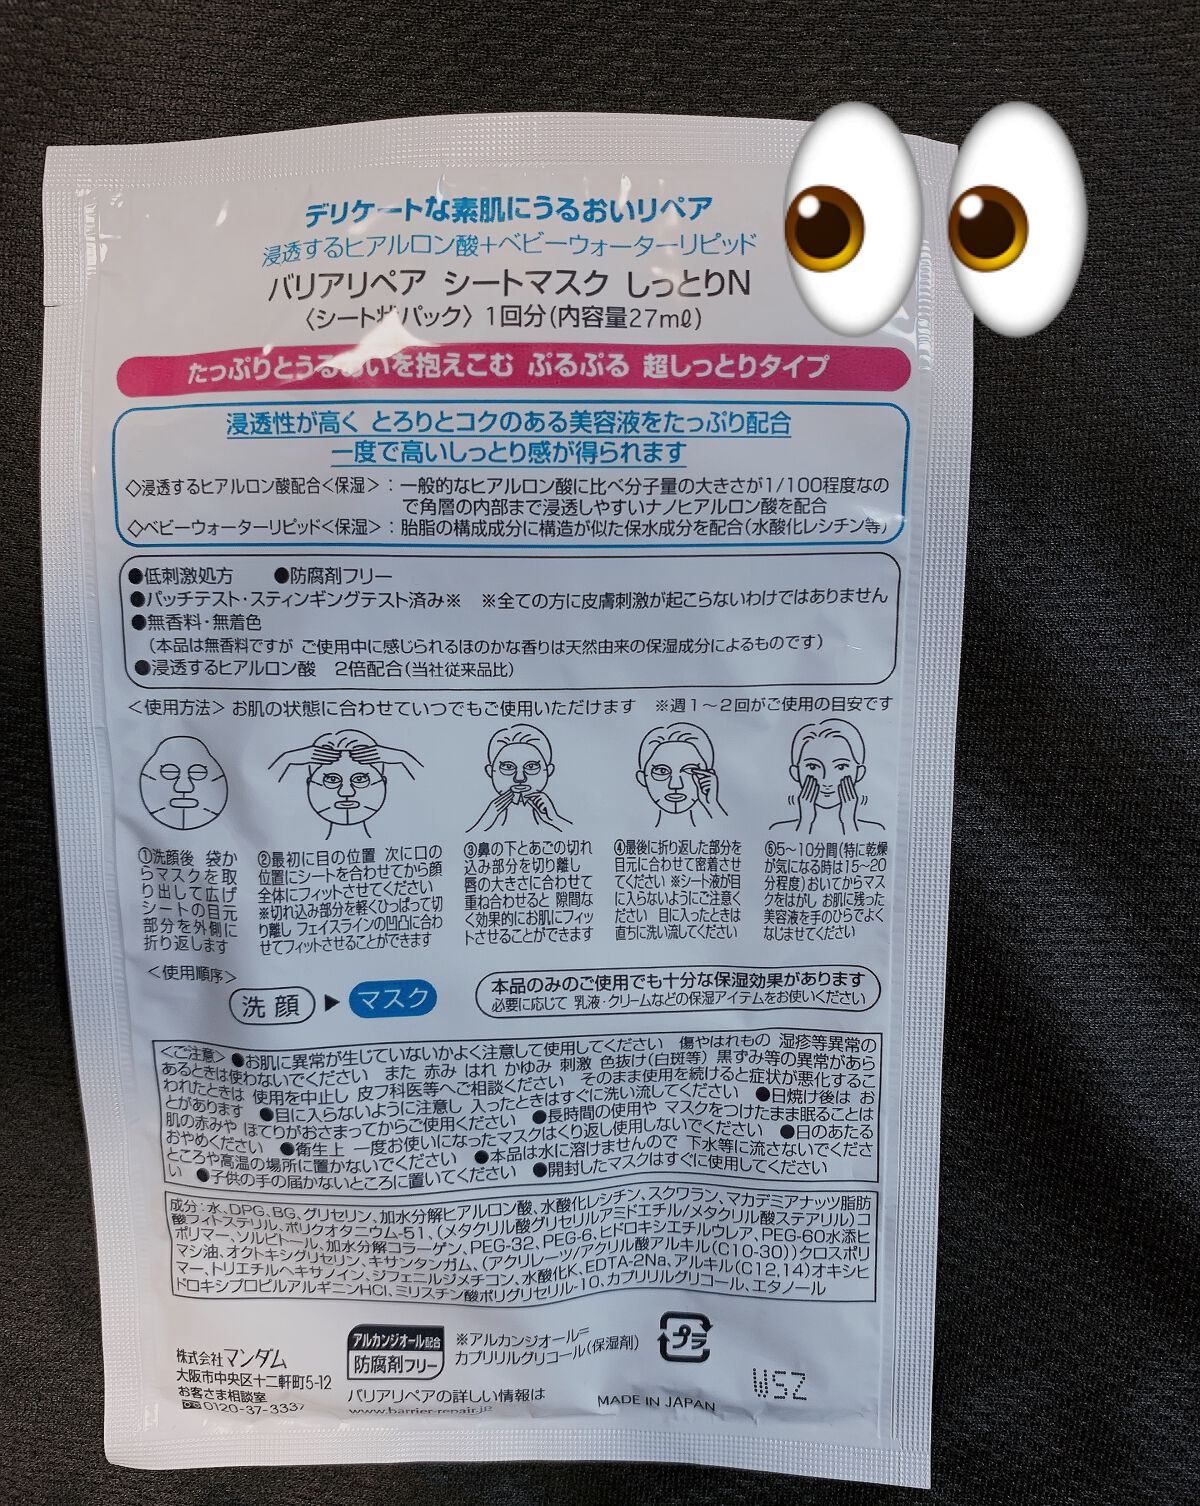 デリケートな素肌にうるおいリペア
浸透するヒアルロン酸+ベビーウォーターリピッド
バリアリペア シートマスク しっとりN
〈シート状パック〉1回分(内容量27mℓ)
たっぷりとうるおいを抱えこむ ぷるぷる 超しっとりタイプ
浸透性が高く とろりとコクのある美容液をたっぷり配合
一度で高いしっとり感が得られます
◇浸透するヒアルロン酸配合<保湿>:一般的なヒアルロン酸に比べ分子量の大きさが1/100程度なの
で角層の内部まで浸透しやすいナノヒアルロン酸を配合
◇ベビーウォーターリピッド<保湿>:胎脂の構成成分に構造が似た保水成分を配合(水酸化レシチン等)
●低刺激処方 ●防腐剤フリー
●パッチテスト・スティンギングテスト済み※ ※全ての方に皮膚刺激が起こらないわけではありません
●無香料・無着色
(本品は無香料ですが ご使用中に感じられるほのかな香りは天然由来の保湿成分によるものです)
●浸透するヒアルロン酸 2倍配合(当社従来品比)
<使用方法>お肌の状態に合わせていつでもご使用いただけます ※週1〜2回がご使用の目安です
①洗顔後 袋か
らマスクを取
り出して広げ
シートの目元
部分を外側に
折り返します
②最初に目の位置 次に口の
位置にシートを合わせてから顔
全体にフィットさせてください
※切れ込み部分を軽くひっぱって切
り離し フェイスラインの凹凸に合わ
せてフィットさせることができます
③鼻の下とあごの切れ
込み部分を切り離し
唇の大きさに合わせて
重ね合わせると 隙間な
く効果的にお肌にフィッ
トさせることができます
④最後に折り返した部分を
目元に合わせて密着させ
てください ※シート液が目
に入らないようにご注意く
ださい 目に入ったときは
直ちに洗い流してください
⑤5〜10分間(特に乾燥
が気になる時は15〜20
分程度)おいてからマス
クをはがし お肌に残った
美容液を手のひらでよく
なじませてください
<使用順序>
洗顔▶マスク
本品のみのご使用でも十分な保湿効果があります
必要に応じて 乳液・クリームなどの保湿アイテムをお使いください
<ご注意>●お肌に異常が生じていないかよく注意して使用してください 傷やはれもの 湿疹等異常の
あるときは使わないでください また 赤み はれ かゆみ 刺激 色抜け(白斑等) 黒ずみ等の異常があら
われたときは 使用を中止し 皮フ科医等へご相談ください そのまま使用を続けると症状が悪化するこ
とがあります ●目に入らないように注意し 入ったときはすぐに洗い流してください ●日焼け後は お
肌の赤みや ほてりがおさまってからご使用ください ●長時間の使用や マスクをつけたまま眠ることは
おやめください ●衛生上 一度お使いになったマスクはくり返し使用しないでください ●日のあたる
ところや高温の場所に置かないでください ●本品は水に溶けませんので 下水等に流さないでくださ
い ●子供の手の届かないところに置いてください ●開封したマスクはすぐに使用してください
成分:水、DPG、BG、グリセリン、加水分解ヒアルロン酸、水酸化レシチン、スクワラン、マカデミアナッツ脂肪
酸フィトステリル、ポリクオタニウム-51、(メタクリル酸グリセリルアミドエチル/メタクリル酸ステアリル)コ
ポリマー、ソルビトール、加水分解コラーゲン、PEG-32、PEG-6、ヒドロキシエチルウレア、PEG-60水添ヒ
マシ油、オクトキシグリセリン、キサンタンガム、(アクリレーツ/アクリル酸アルキル(C10-30))クロスポリ
マー、トリエチルヘキサノイン、ジフェニルジメチコン、水酸化K、EDTA-2Na、アルキル(C12,14)オキシヒ
ドロキシプロピルアルギニンHCl、ミリスチン酸ポリグリセリル-10、カプリリルグリコール、エタノール
株式会社マンダム
大阪市中央区十二軒町5-12
お客さま相談室
0120-37-3337
アルカンジオール配合
防腐剤フリー
※アルカンジオール=
カプリリルグリコール(保湿剤)
バリアリペアの詳しい情報は
www.barrier-repair.jp
プラ
MADE IN JAPAN
WSZ